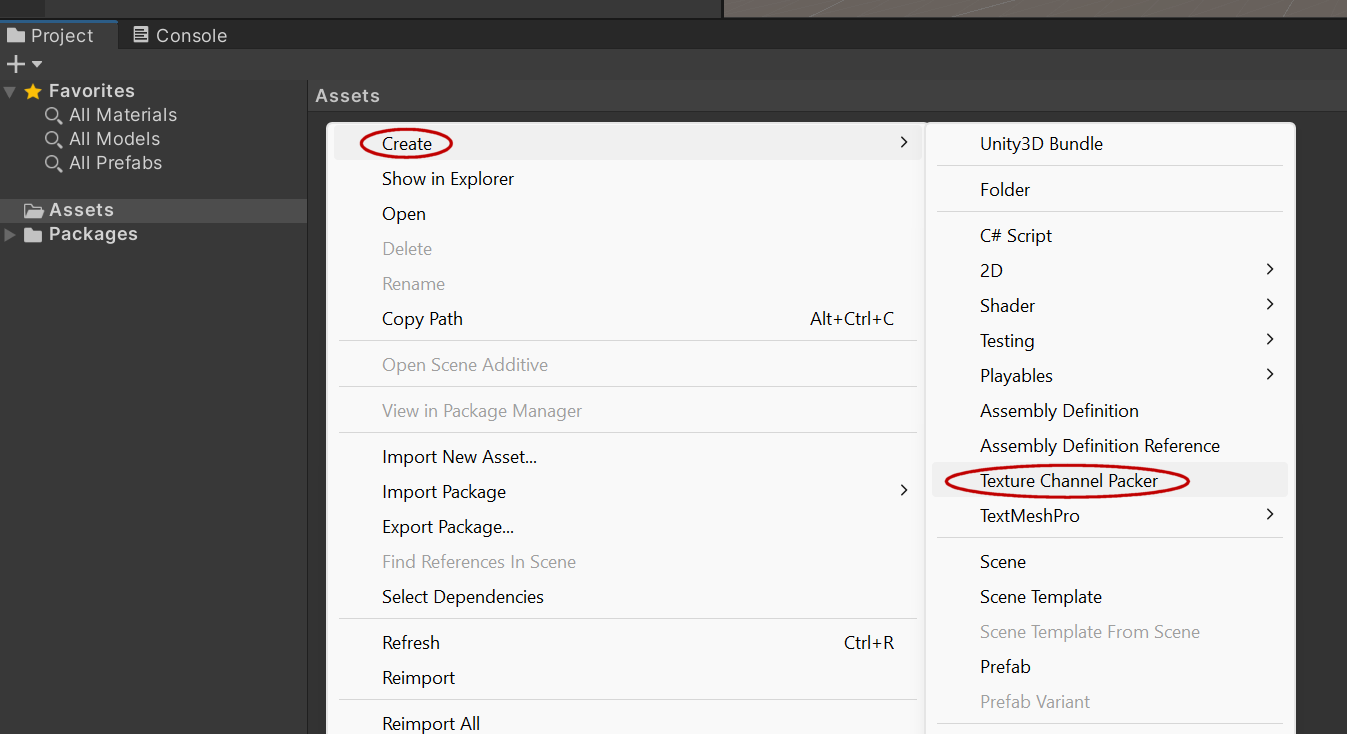 Project
Console
Favorites
All Materials
All Models
All Prefabs
Assets
Packages
Assets
Create
Show in Explorer
Open
Delete
Rename
Copy Path Alt+Ctrl+C
Open Scene Additive
View in Package Manager
Import New Asset...
Import Package
Export Package...
Find References In Scene
Select Dependencies
Refresh Ctrl+R
Reimport
Reimport All
Unity3D Bundle
Folder
C# Script
2D
Shader
Testing
Playables
Assembly Definition
Assembly Definition Reference
Texture Channel Packer
TextMeshPro
Scene
Scene Template
Scene Template From Scene
Prefab
Prefab Variant